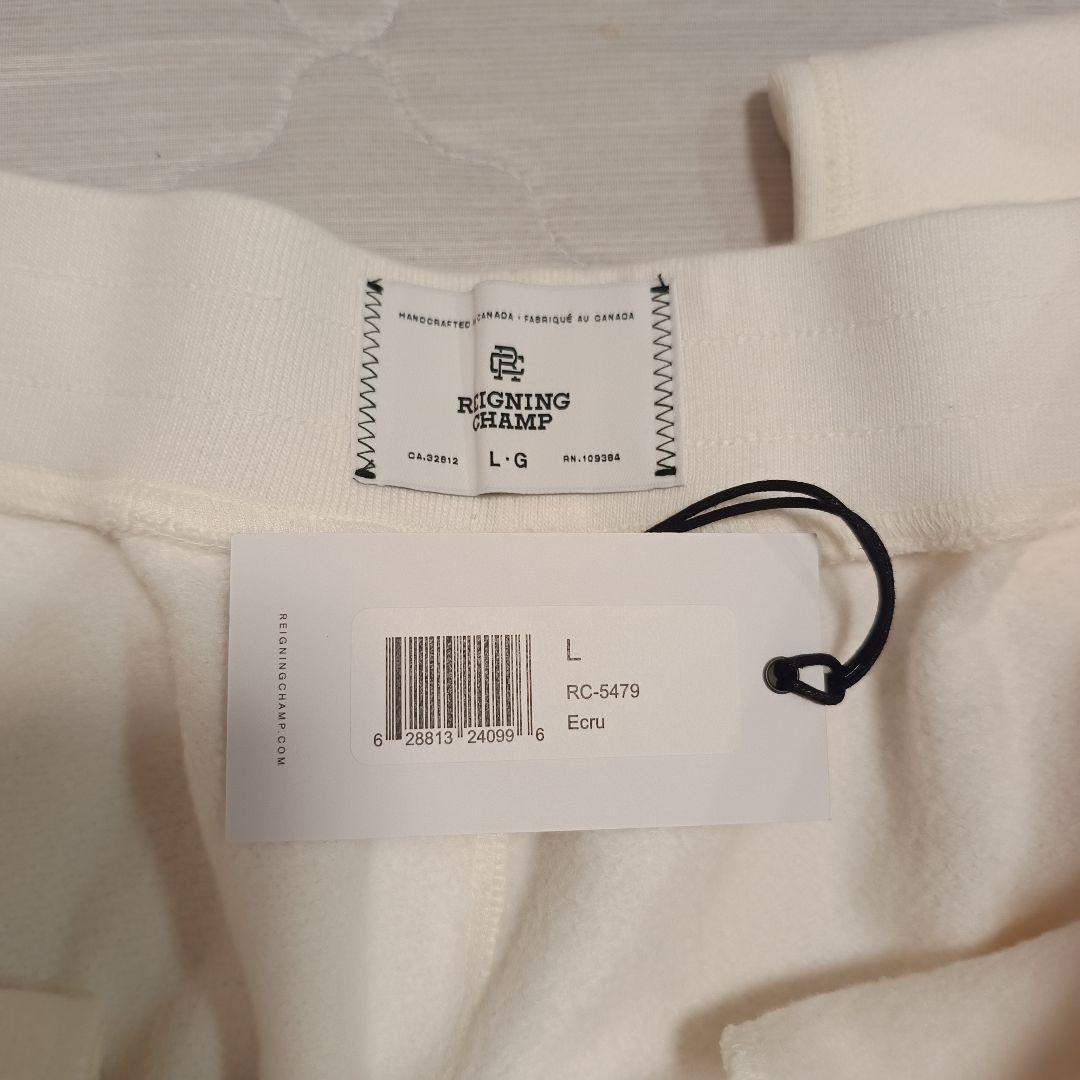 HANDCRAFTED IN CANADA · FABRIQUÉ AU CANADA
RC
REIGNING
CHAMP
CA.32812 L·G RN.109384
REIGNINGCHAMP.COM
L
RC-5479
Ecru
6 28813 24099 6